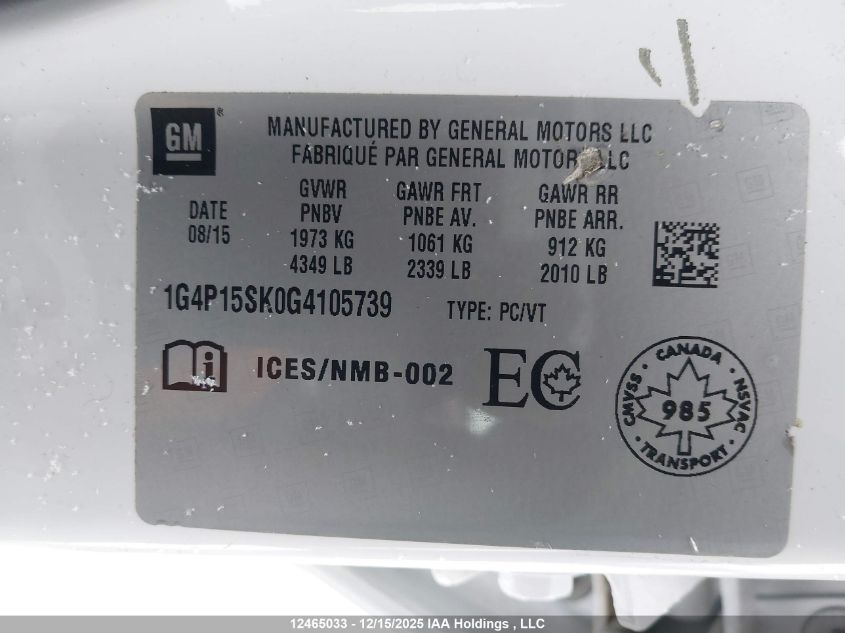 GM ®
MANUFACTURED BY GENERAL MOTORS LLC
FABRIQUÉ PAR GENERAL MOTORS LLC
DATE
08/15
GVWR
PNBV
1973 KG
4349 LB
GAWR FRT
PNBE AV.
1061 KG
2339 LB
GAWR RR
PNBE ARR.
912 KG
2010 LB
1G4P15SK0G4105739 TYPE: PC/VT
i ICES/NMB-002 EC
CMVSS · CANADA · NSVAC
985
· TRANSPORT ·
12465033 - 12/15/2025 IAA Holdings , LLC